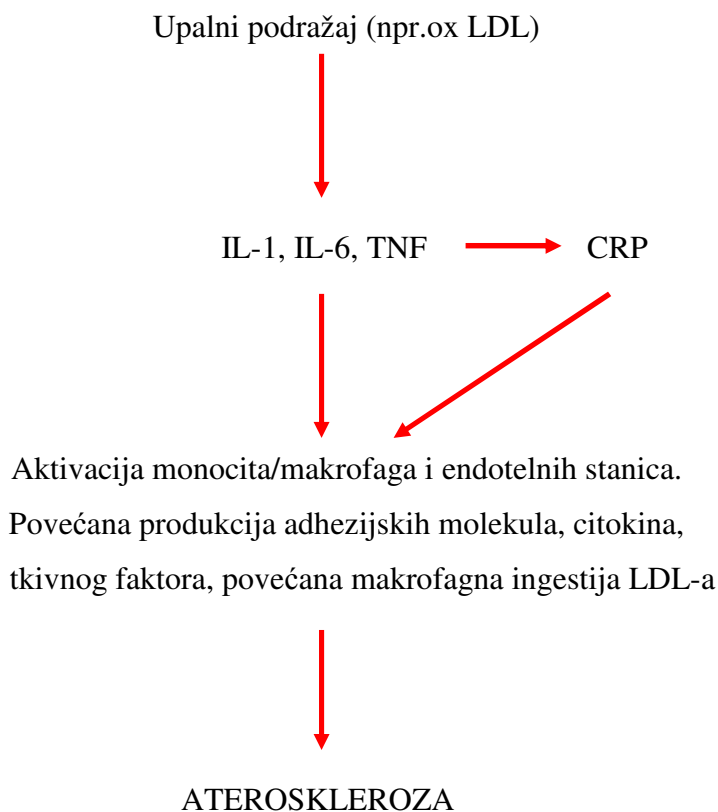 Upalni podražaj (npr.ox LDL)
IL-1, IL-6, TNF CRP
Aktivacija monocita/makrofaga i endotelnih stanica.
Povećana produkcija adhezijskih molekula, citokina,
tkivnog faktora, povećana makrofagna ingestija LDL-a
ATEROSKLEROZA